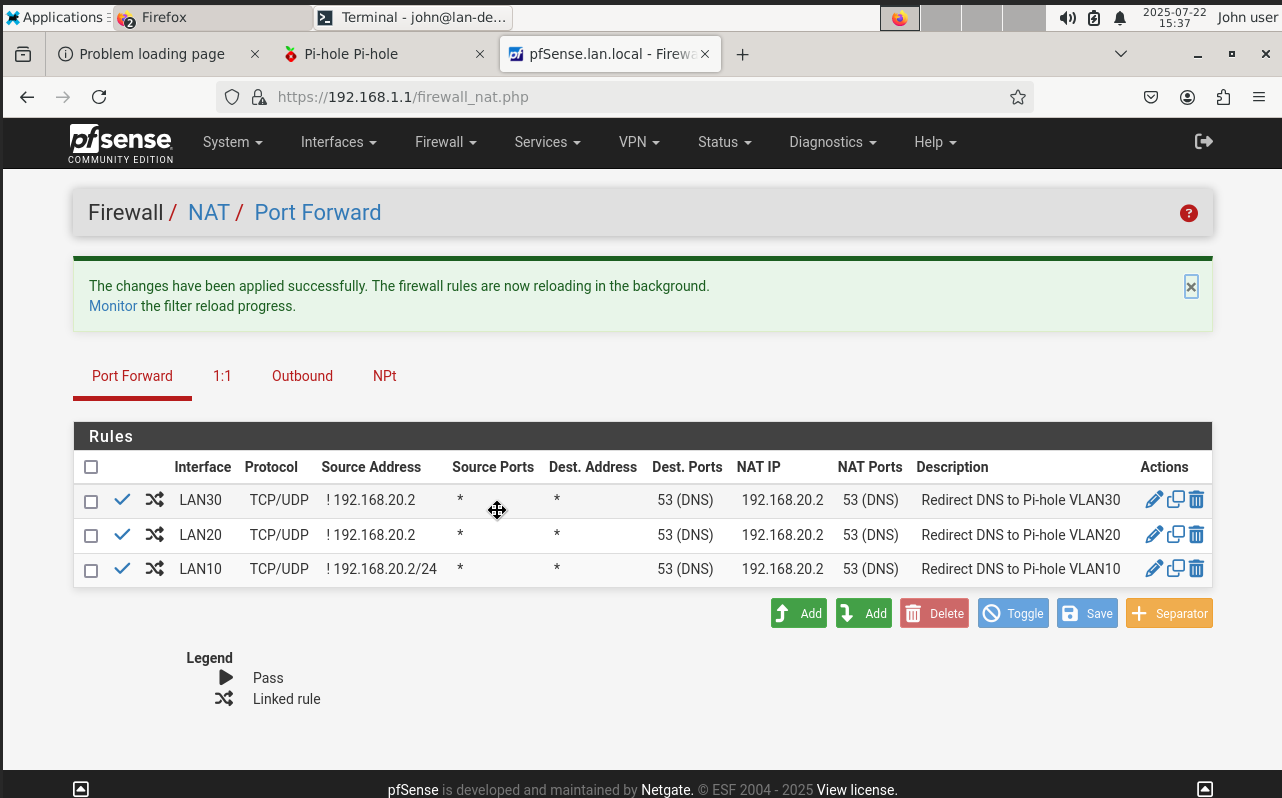 Applications Firefox Terminal - john@lan-de... 2025-07-22 15:37 John user
Problem loading page Pi-hole Pi-hole pfSense.lan.local - Firewa
https://192.168.1.1/firewall_nat.php
pfsense COMMUNITY EDITION System Interfaces Firewall Services VPN Status Diagnostics Help
Firewall / NAT / Port Forward ?
The changes have been applied successfully. The firewall rules are now reloading in the background.
Monitor the filter reload progress.
Port Forward 1:1 Outbound NPt
Rules
Interface Protocol Source Address Source Ports Dest. Address Dest. Ports NAT IP NAT Ports Description Actions
LAN30 TCP/UDP ! 192.168.20.2 * * 53 (DNS) 192.168.20.2 53 (DNS) Redirect DNS to Pi-hole VLAN30
LAN20 TCP/UDP ! 192.168.20.2 * * 53 (DNS) 192.168.20.2 53 (DNS) Redirect DNS to Pi-hole VLAN20
LAN10 TCP/UDP ! 192.168.20.2/24 * * 53 (DNS) 192.168.20.2 53 (DNS) Redirect DNS to Pi-hole VLAN10
Add Add Delete Toggle Save Separator
Legend
Pass
Linked rule
pfSense is developed and maintained by Netgate. © ESF 2004 - 2025 View license.